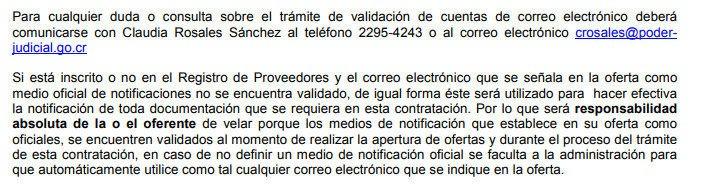 Para cualquier duda o consulta sobre el trámite de validación de cuentas de correo electrónico deberá
comunicarse con Claudia Rosales Sánchez al teléfono 2295-4243 o al correo electrónico crosales@poder-
judicial.go.cr
Si está inscrito o no en el Registro de Proveedores y el correo electrónico que se señala en la oferta como
medio oficial de notificaciones no se encuentra validado, de igual forma éste será utilizado para hacer efectiva
la notificación de toda documentación que se requiera en esta contratación. Por lo que será responsabilidad
absoluta de la o el oferente de velar porque los medios de notificación que establece en su oferta como
oficiales, se encuentren validados al momento de realizar la apertura de ofertas y durante el proceso del trámite
de esta contratación, en caso de no definir un medio de notificación oficial se faculta a la administración para
que automáticamente utilice como tal cualquier correo electrónico que se indique en la oferta.